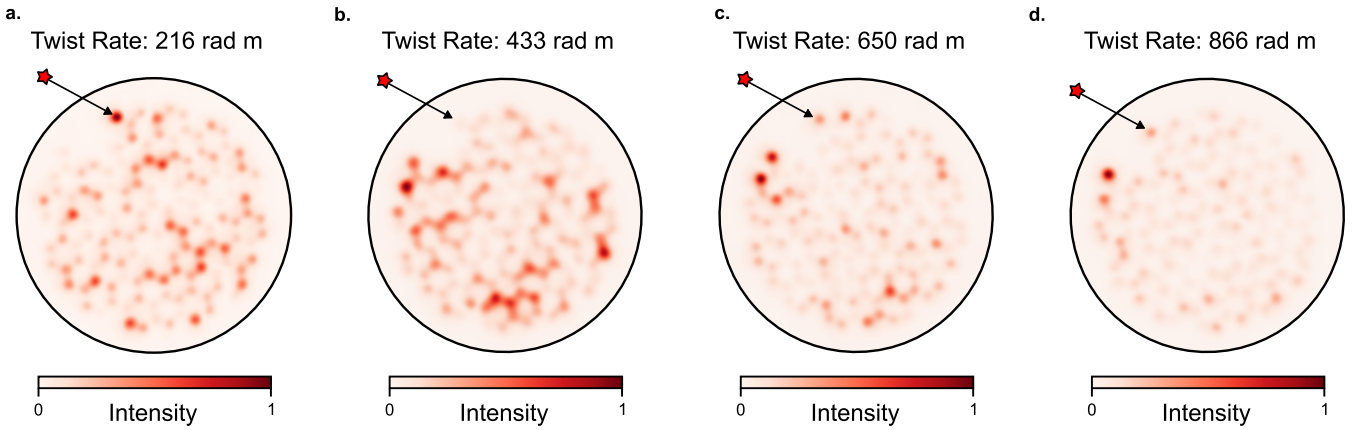 a.
Twist Rate: 216 rad m
0
1
Intensity
b.
Twist Rate: 433 rad m
0
1
Intensity
c.
Twist Rate: 650 rad m
0
1
Intensity
d.
Twist Rate: 866 rad m
0
1
Intensity